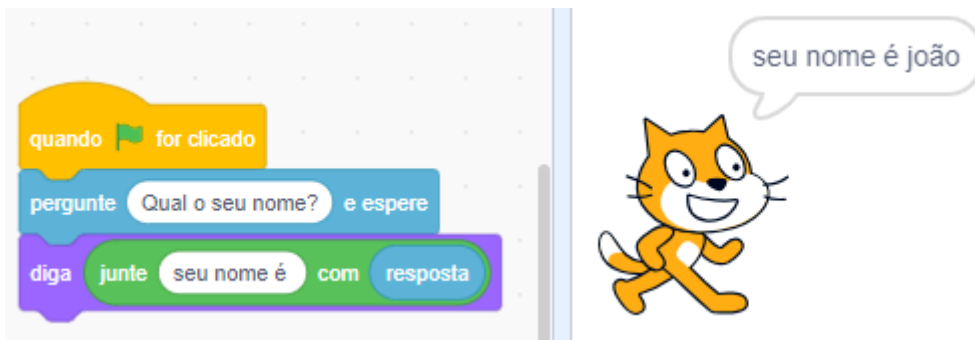 quando for clicado
pergunte Qual o seu nome? e espere
diga junte seu nome é com resposta
seu nome é joão